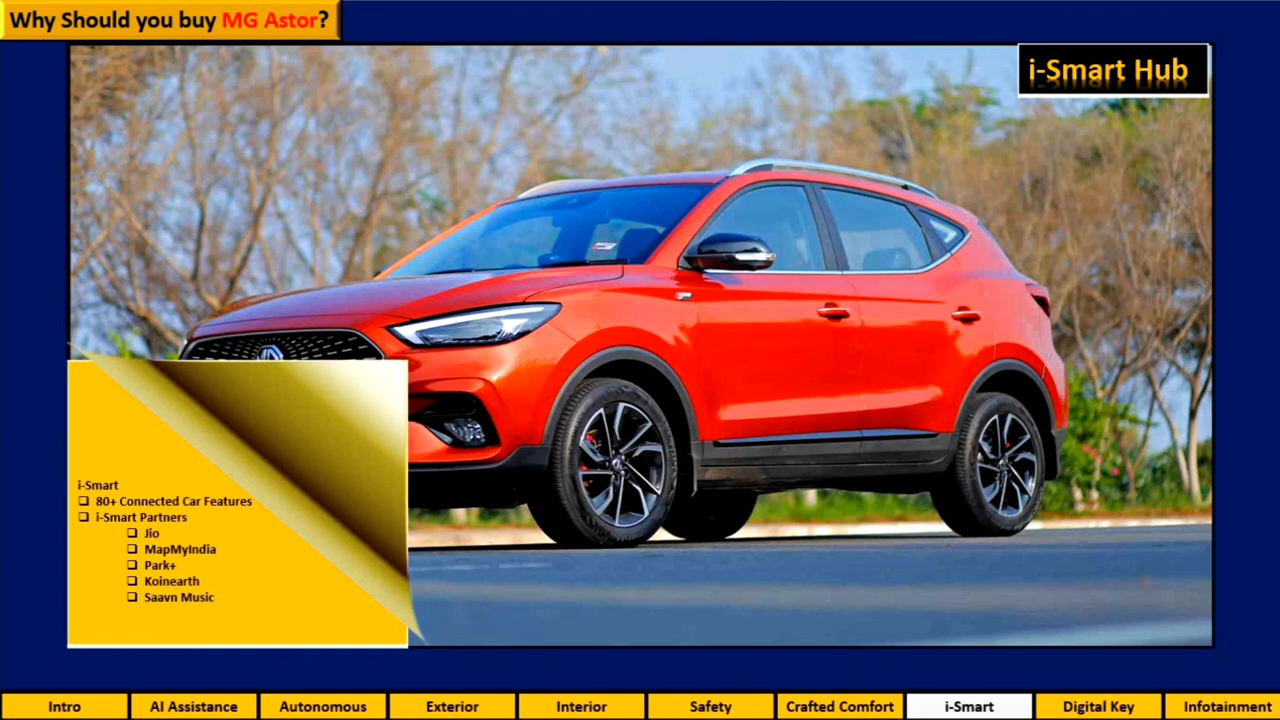 Why Should you buy MG Astor?
i-Smart Hub
i-Smart
❑ 80+ Connected Car Features
❑ i-Smart Partners
❑ Jio
❑ MapMyIndia
❑ Park+
❑ Koinearth
❑ Saavn Music
Intro
AI Assistance
Autonomous
Exterior
Interior
Safety
Crafted Comfort
i-Smart
Digital Key
Infotainment